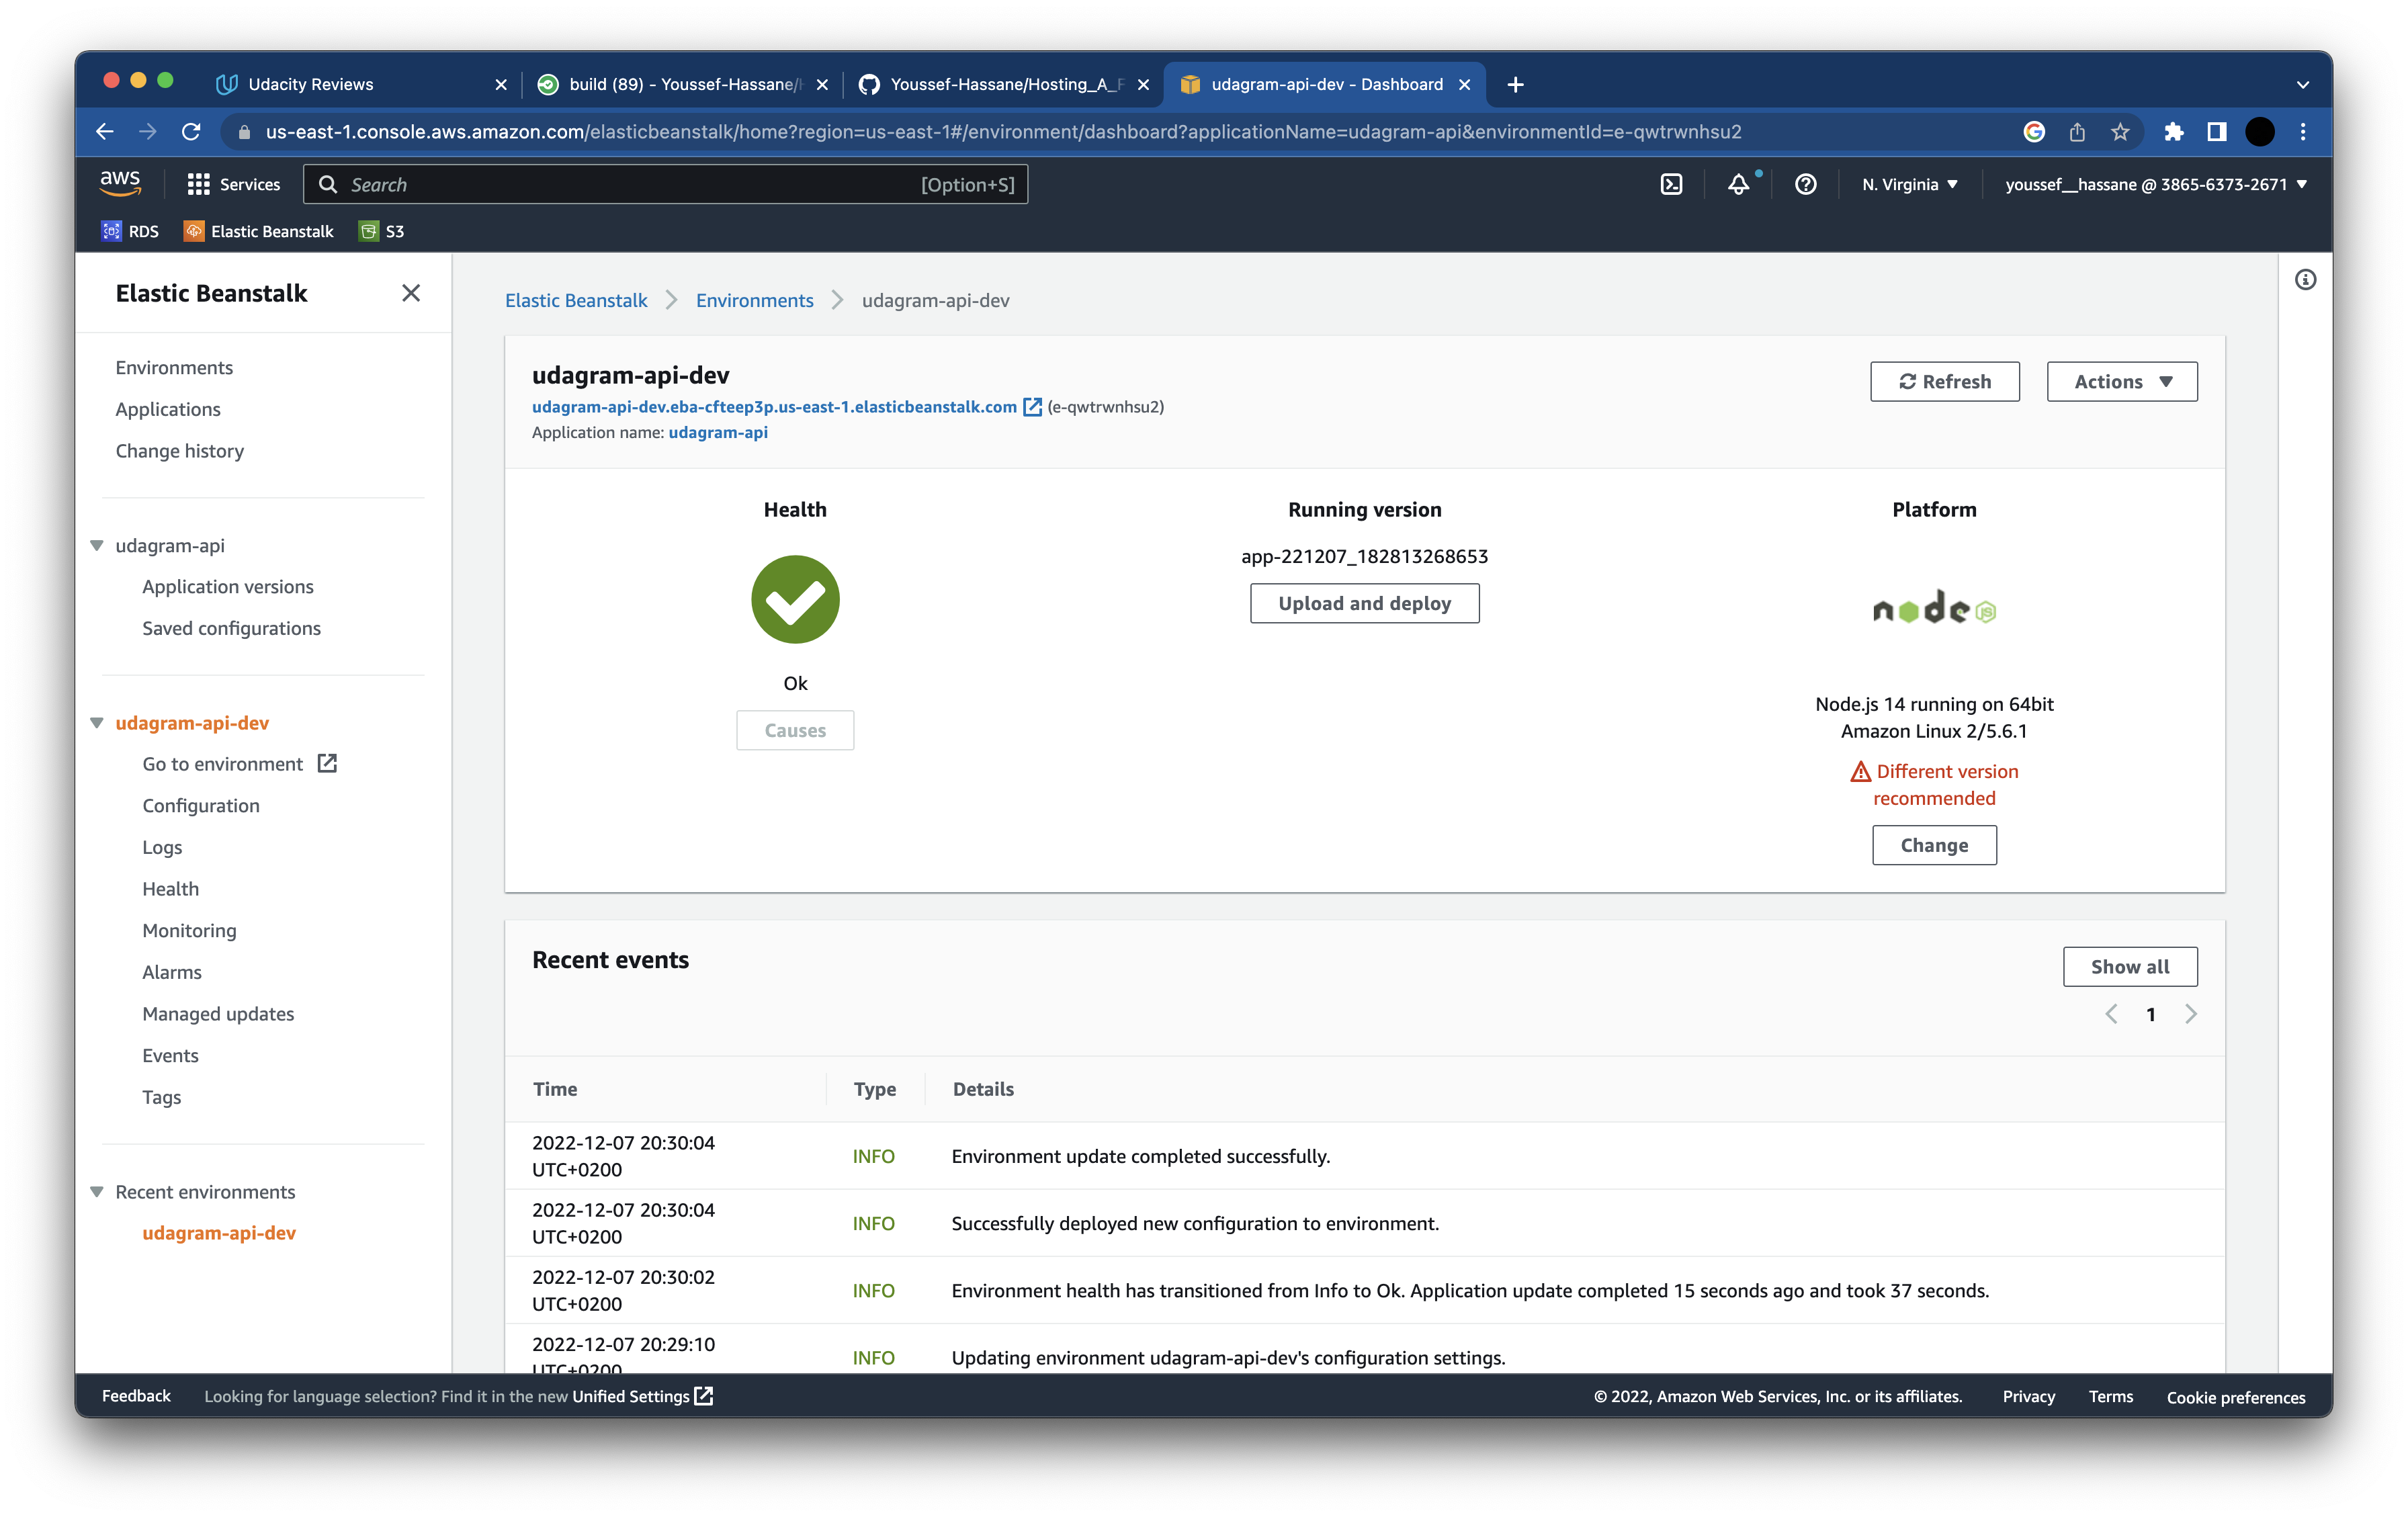 Udacity Reviews
build (89) - Youssef-Hassane/H
Youssef-Hassane/Hosting_A_F
udagram-api-dev - Dashboard
us-east-1.console.aws.amazon.com/elasticbeanstalk/home?region=us-east-1#/environment/dashboard?applicationName=udagram-api&environmentId=e-qwtrwnhsu2
aws
Services
Search
[Option+S]
N. Virginia
youssef__hassane @ 3865-6373-2671
RDS
Elastic Beanstalk
S3
Elastic Beanstalk
Environments
Applications
Change history
udagram-api
Application versions
Saved configurations
udagram-api-dev
Go to environment
Configuration
Logs
Health
Monitoring
Alarms
Managed updates
Events
Tags
Recent environments
udagram-api-dev
Elastic Beanstalk
Environments
udagram-api-dev
udagram-api-dev
udagram-api-dev.eba-cfteep3p.us-east-1.elasticbeanstalk.com (e-qwtrwnhsu2)
Application name: udagram-api
Refresh
Actions
Health
Ok
Causes
Running version
app-221207_182813268653
Upload and deploy
Platform
node
JS
Node.js 14 running on 64bit
Amazon Linux 2/5.6.1
Different version
recommended
Change
Recent events
Show all
1
Time Type Details
2022-12-07 20:30:04
UTC+0200
INFO
Environment update completed successfully.
2022-12-07 20:30:04
UTC+0200
INFO
Successfully deployed new configuration to environment.
2022-12-07 20:30:02
UTC+0200
INFO
Environment health has transitioned from Info to Ok. Application update completed 15 seconds ago and took 37 seconds.
2022-12-07 20:29:10
UTC+0200
INFO
Updating environment udagram-api-dev's configuration settings.
Feedback
Looking for language selection? Find it in the new Unified Settings
© 2022, Amazon Web Services, Inc. or its affiliates.
Privacy
Terms
Cookie preferences